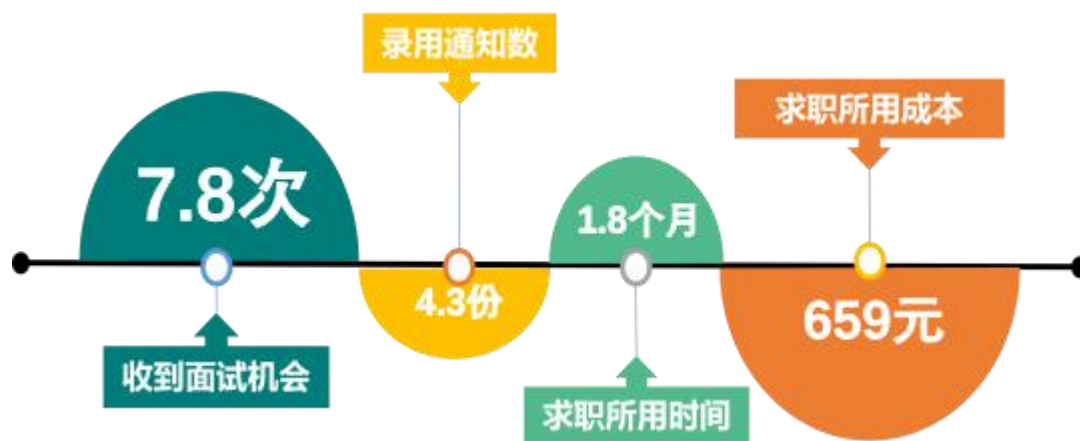 录用通知数
求职所用成本
7.8次
1.8个月
4.3份
659元
收到面试机会
求职所用时间